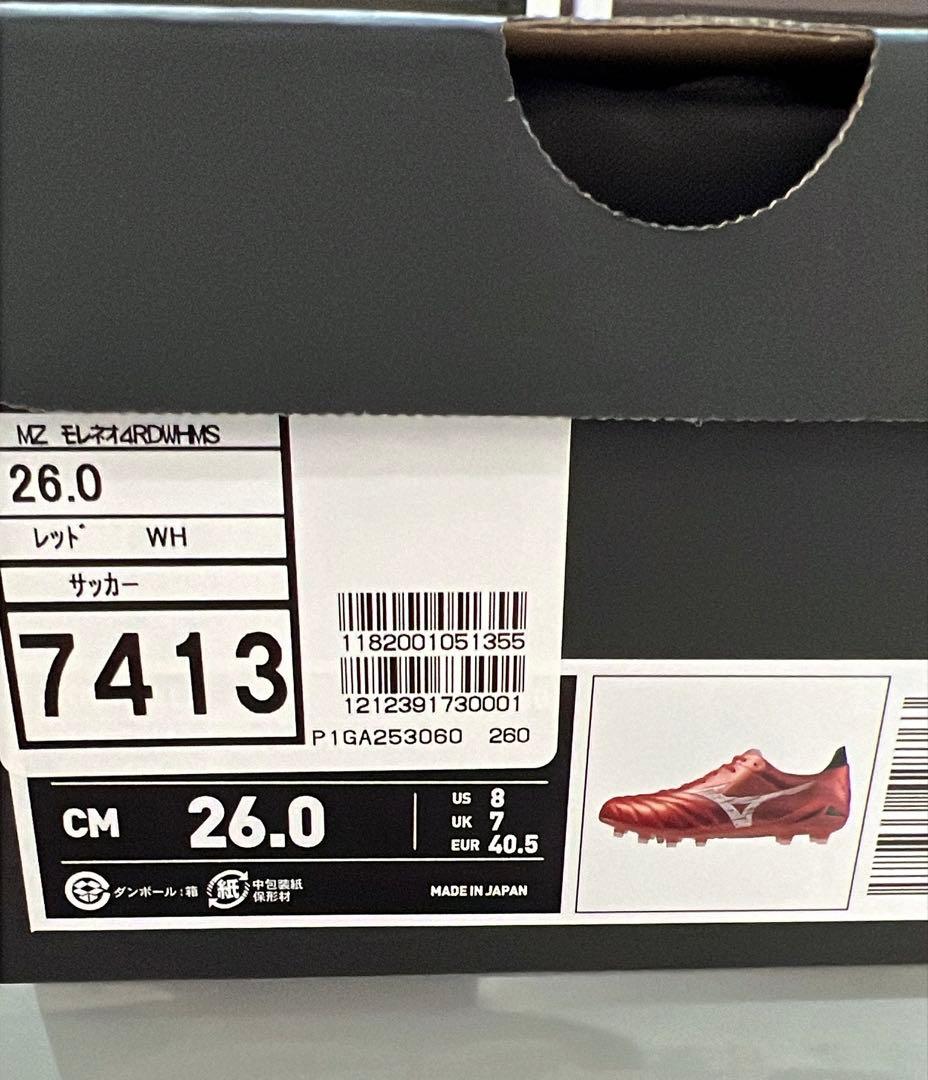 MZ ﾓﾚﾈｵ4RDWHMS
26.0
ﾚｯﾄﾞ WH
ｻｯｶｰ
7413
1182001051355
1212391730001
P1GA253060 260
CM 26.0
US 8
UK 7
EUR 40.5
ダンボール:箱
紙
中包装紙
保形材
MADE IN JAPAN